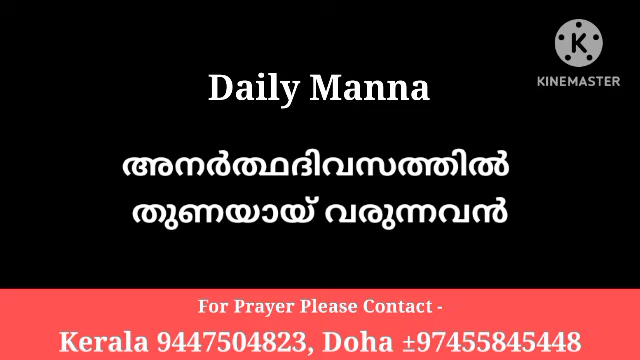 K
KINEMASTER
Daily Manna
അനർത്ഥദിവസത്തിൽ
തുണയായ് വരുന്നവൻ
For Prayer Please Contact -
Kerala 9447504823, Doha ±97455845448